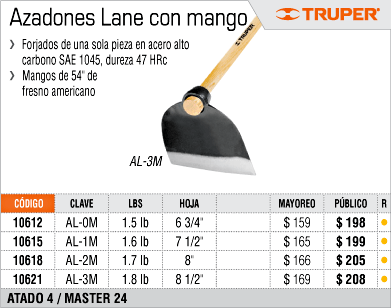 Azadones Lane con mango
TRUPER®
Forjados de una sola pieza en acero alto
carbono SAE 1045, dureza 47 HRc
Mangos de 54" de
fresno americano
TRUPER
AL-3M
CÓDIGO CLAVE LBS HOJA MAYOREO PÚBLICO R
10612 AL-0M 1.5 lb 6 3/4" $ 159 $ 198
10615 AL-1M 1.6 lb 7 1/2" $ 165 $ 199
10618 AL-2M 1.7 lb 8" $ 166 $ 205
10621 AL-3M 1.8 lb 8 1/2" $ 169 $ 208
ATADO 4 / MASTER 24